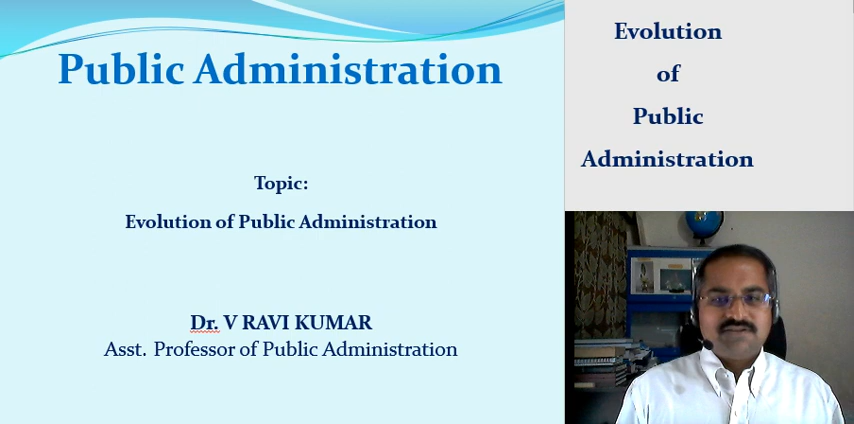 Public Administration
Topic:
Evolution of Public Administration
Dr. V RAVI KUMAR
Asst. Professor of Public Administration
Evolution
of
Public
Administration